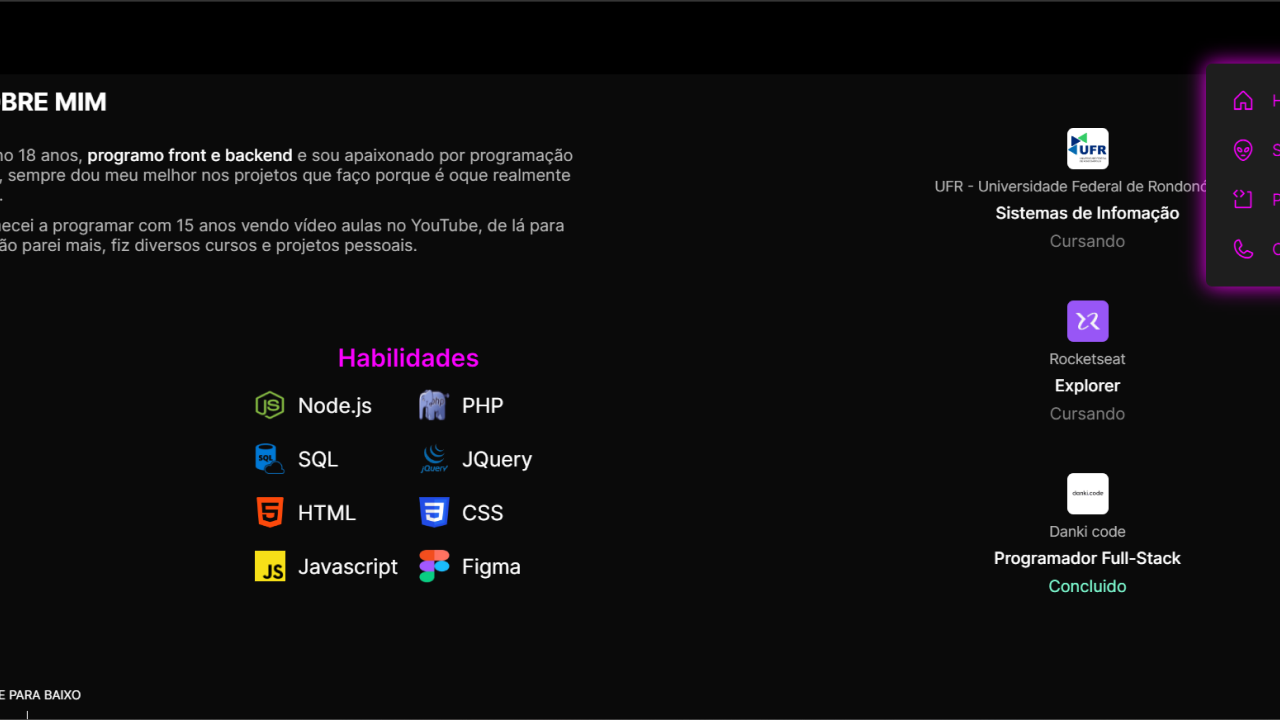 OBRE MIM
no 18 anos, programo front e backend e sou apaixonado por programação
, sempre dou meu melhor nos projetos que faço porque é oque realmente
ecei a programar com 15 anos vendo vídeo aulas no YouTube, de lá para
ão parei mais, fiz diversos cursos e projetos pessoais.
Habilidades
Node.js
PHP
SQL
JQuery
HTML
CSS
JS
Javascript
Figma
E PARA BAIXO
UFR
UFR - Universidade Federal de Rondonó
Sistemas de Infomação
Cursando
Rocketseat
Explorer
Cursando
danki.code
Danki code
Programador Full-Stack
Concluido
H
S
P
C